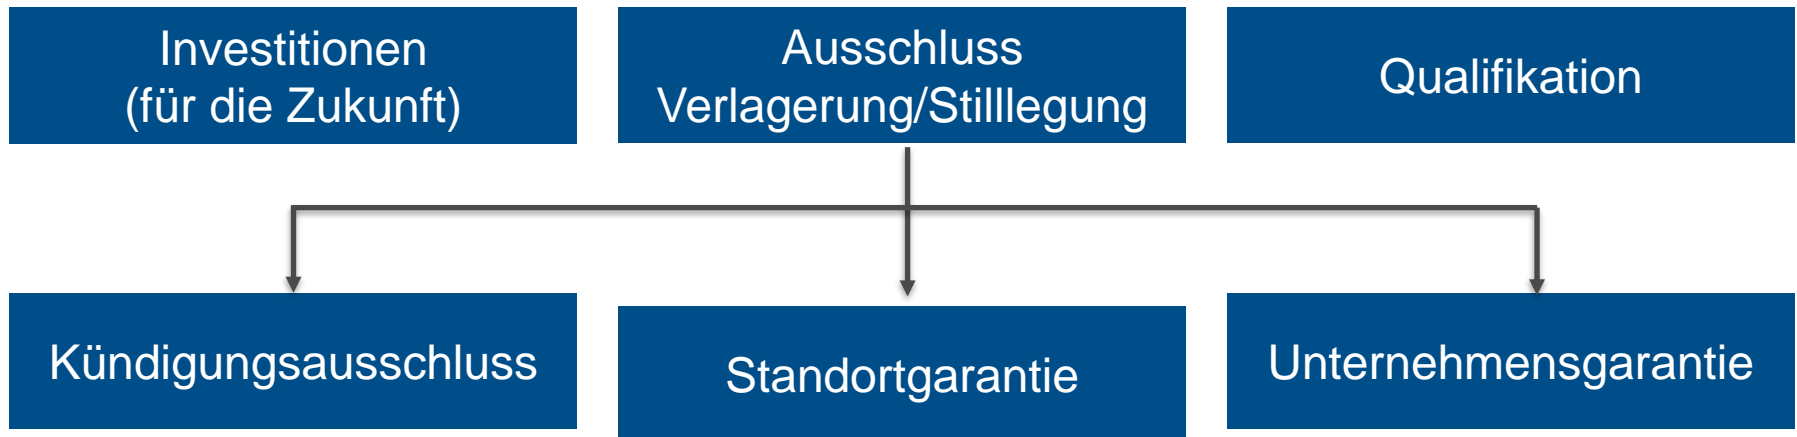 Investitionen
(für die Zukunft)
Ausschluss
Verlagerung/Stilllegung
Qualifikation
Kündigungsausschluss
Standortgarantie
Unternehmensgarantie